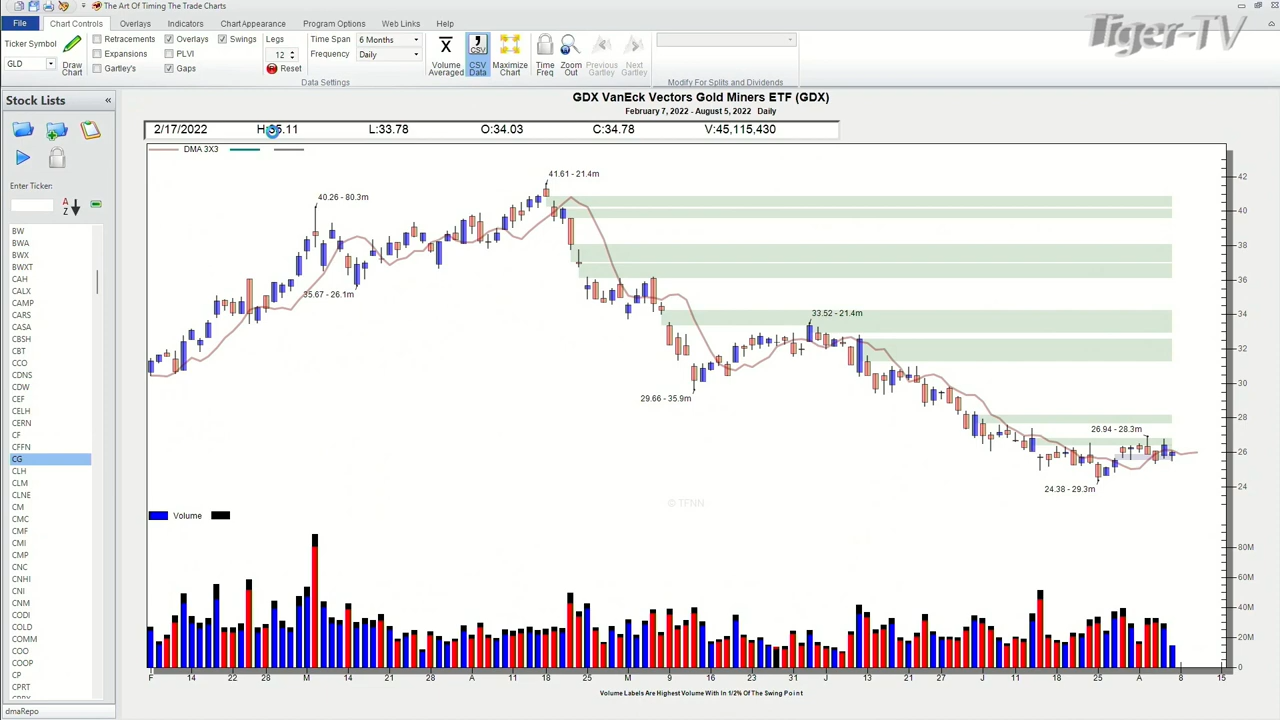 The Art Of Timing The Trade Charts
Tiger-TV
File
Chart Controls
Overlays
Indicators
Chart Appearance
Program Options
Web Links
Help
Ticker Symbol
GLD
Draw Chart
Retracements
Expansions
Gartley's
Overlays
PLVI
Gaps
Swings
Legs
12
Reset
Time Span
6 Months
Frequency
Daily
Data Settings
Volume Averaged
CSV
CSV Data
Maximize Chart
Time Freq
Zoom Out
Previous Gartley
Next Gartley
Modify For Splits and Dividends
Stock Lists
Enter Ticker:
A
Z
BW
BWA
BWX
BWXT
CAH
CALX
CAMP
CARS
CASA
CBSH
CBT
CCO
CDNS
CDW
CEF
CELH
CERN
CF
CFFN
CG
CLH
CLM
CLNE
CM
CMC
CMF
CMI
CMP
CNC
CNHI
CNI
CNM
CODI
COLD
COMM
COO
COOP
CP
CPRT
dmaRepo
GDX VanEck Vectors Gold Miners ETF (GDX)
February 7, 2022 - August 5, 2022 Daily
2/17/2022 H:35.11 L:33.78 O:34.03 C:34.78 V:45,115,430
DMA 3X3
41.61 - 21.4m
40.26 - 80.3m
35.67 - 26.1m
33.52 - 21.4m
29.66 - 35.9m
26.94 - 28.3m
24.38 - 29.3m
42
40
38
36
34
32
30
28
26
24
© TFNN
Volume
80M
60M
40M
20M
0
F 14 22 28 M 14 21 28 A 11 18 25 M 9 16 23 31 J 14 21 27 J 11 18 25 A 8 15
Volume Labels Are Highest Volume With In 1/2% Of The Swing Point